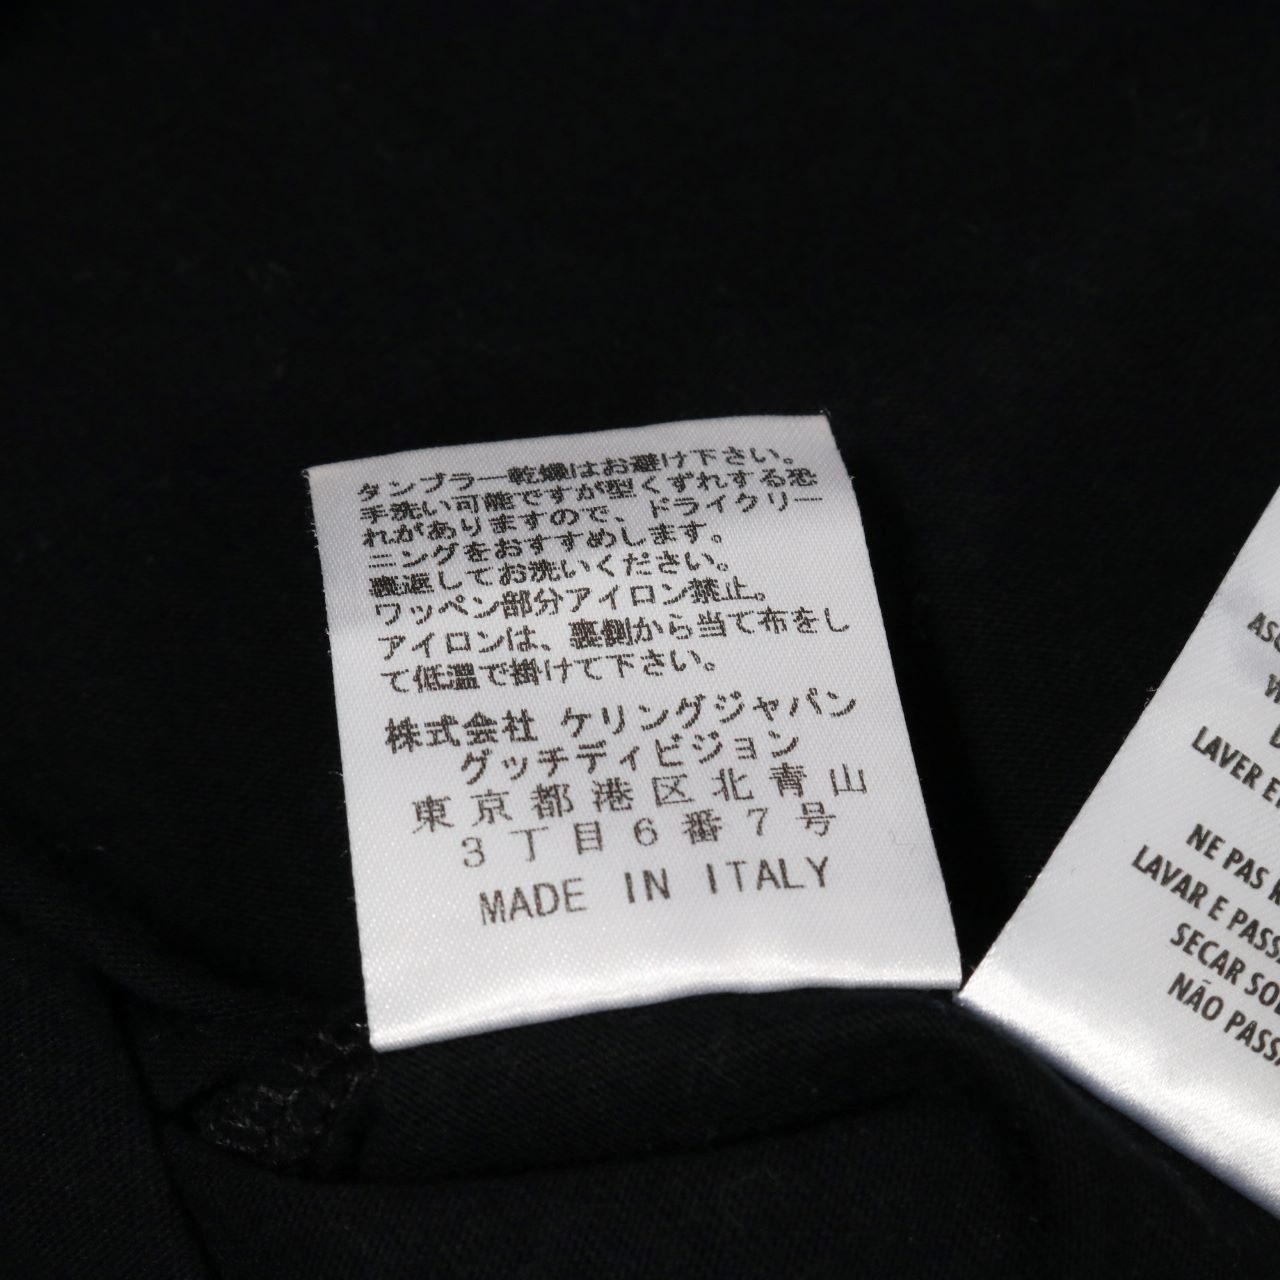 タンブラー乾燥はお避け下さい。
手洗い可能ですが型くずれする恐
れがありますので、ドライクリー
ニングをおすすめします。
裏返してお洗いください。
ワッペン部分アイロン禁止。
アイロンは、裏側から当て布をし
て低温で掛けて下さい。
株式会社 ケリングジャパン
グッチディビジョン
東京都港区北青山
3丁目6番7号
MADE IN ITALY
LAVER E
NE PAS
LAVAR E PASSA
SECAR SO
NÃO PASSA